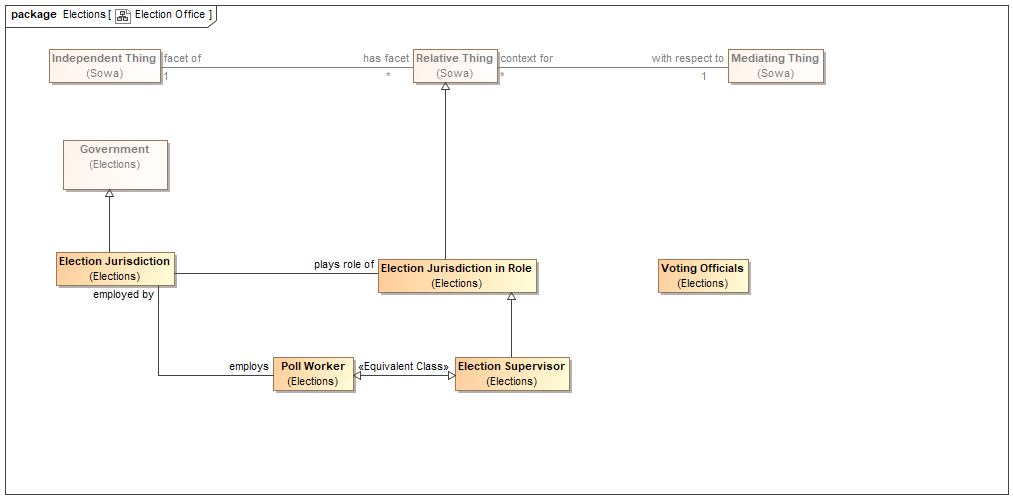 package Elections [ Election Office ]
Independent Thing
(Sowa)
facet of
1
has facet
*
Relative Thing
(Sowa)
context for
*
with respect to
1
Mediating Thing
(Sowa)
Government
(Elections)
Election Jurisdiction
(Elections)
plays role of
Election Jurisdiction in Role
(Elections)
Voting Officials
(Elections)
employed by
employs
Poll Worker
(Elections)
«Equivalent Class»
Election Supervisor
(Elections)